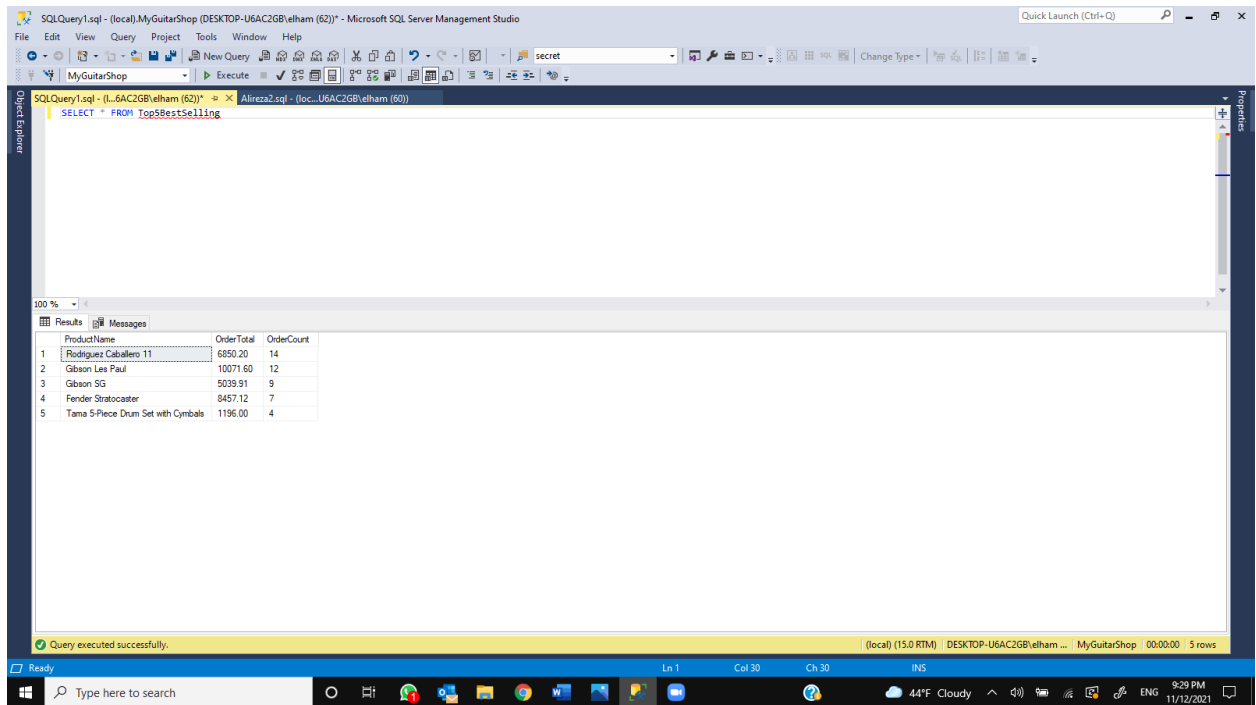 SQLQuery1.sql - (local).MyGuitarShop (DESKTOP-U6AC2GB\elham (62))* - Microsoft SQL Server Management Studio
Quick Launch (Ctrl+Q)
File Edit View Query Project Tools Window Help
New Query secret Change Type
MyGuitarShop Execute
Object Explorer
SQLQuery1.sql - (l...6AC2GB\elham (62))* Alireza2.sql - (loc...U6AC2GB\elham (60))
Properties
SELECT * FROM Top5BestSelling
100 %
Results Messages
ProductName OrderTotal OrderCount
1 Rodriguez Caballero 11 6850.20 14
2 Gibson Les Paul 10071.60 12
3 Gibson SG 5039.91 9
4 Fender Stratocaster 8457.12 7
5 Tama 5-Piece Drum Set with Cymbals 1196.00 4
Query executed successfully. (local) (15.0 RTM) DESKTOP-U6AC2GB\elham ... MyGuitarShop 00:00:00 5 rows
Ready Ln 1 Col 30 Ch 30 INS
Type here to search 44°F Cloudy ENG 9:29 PM
11/12/2021